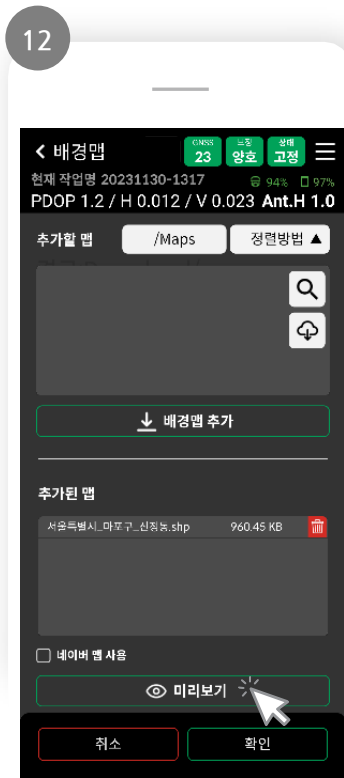 12
배경맵
GNSS 23
보정 양호
상태 고정
현재 작업명 20231130-1317
94%
97%
PDOP 1.2 / H 0.012 / V 0.023 Ant.H 1.0
추가할 맵
/Maps
정렬방법 ▲
배경맵 추가
추가된 맵
서울특별시_마포구_신정동.shp 960.45 KB
네이버 맵 사용
미리보기
취소
확인